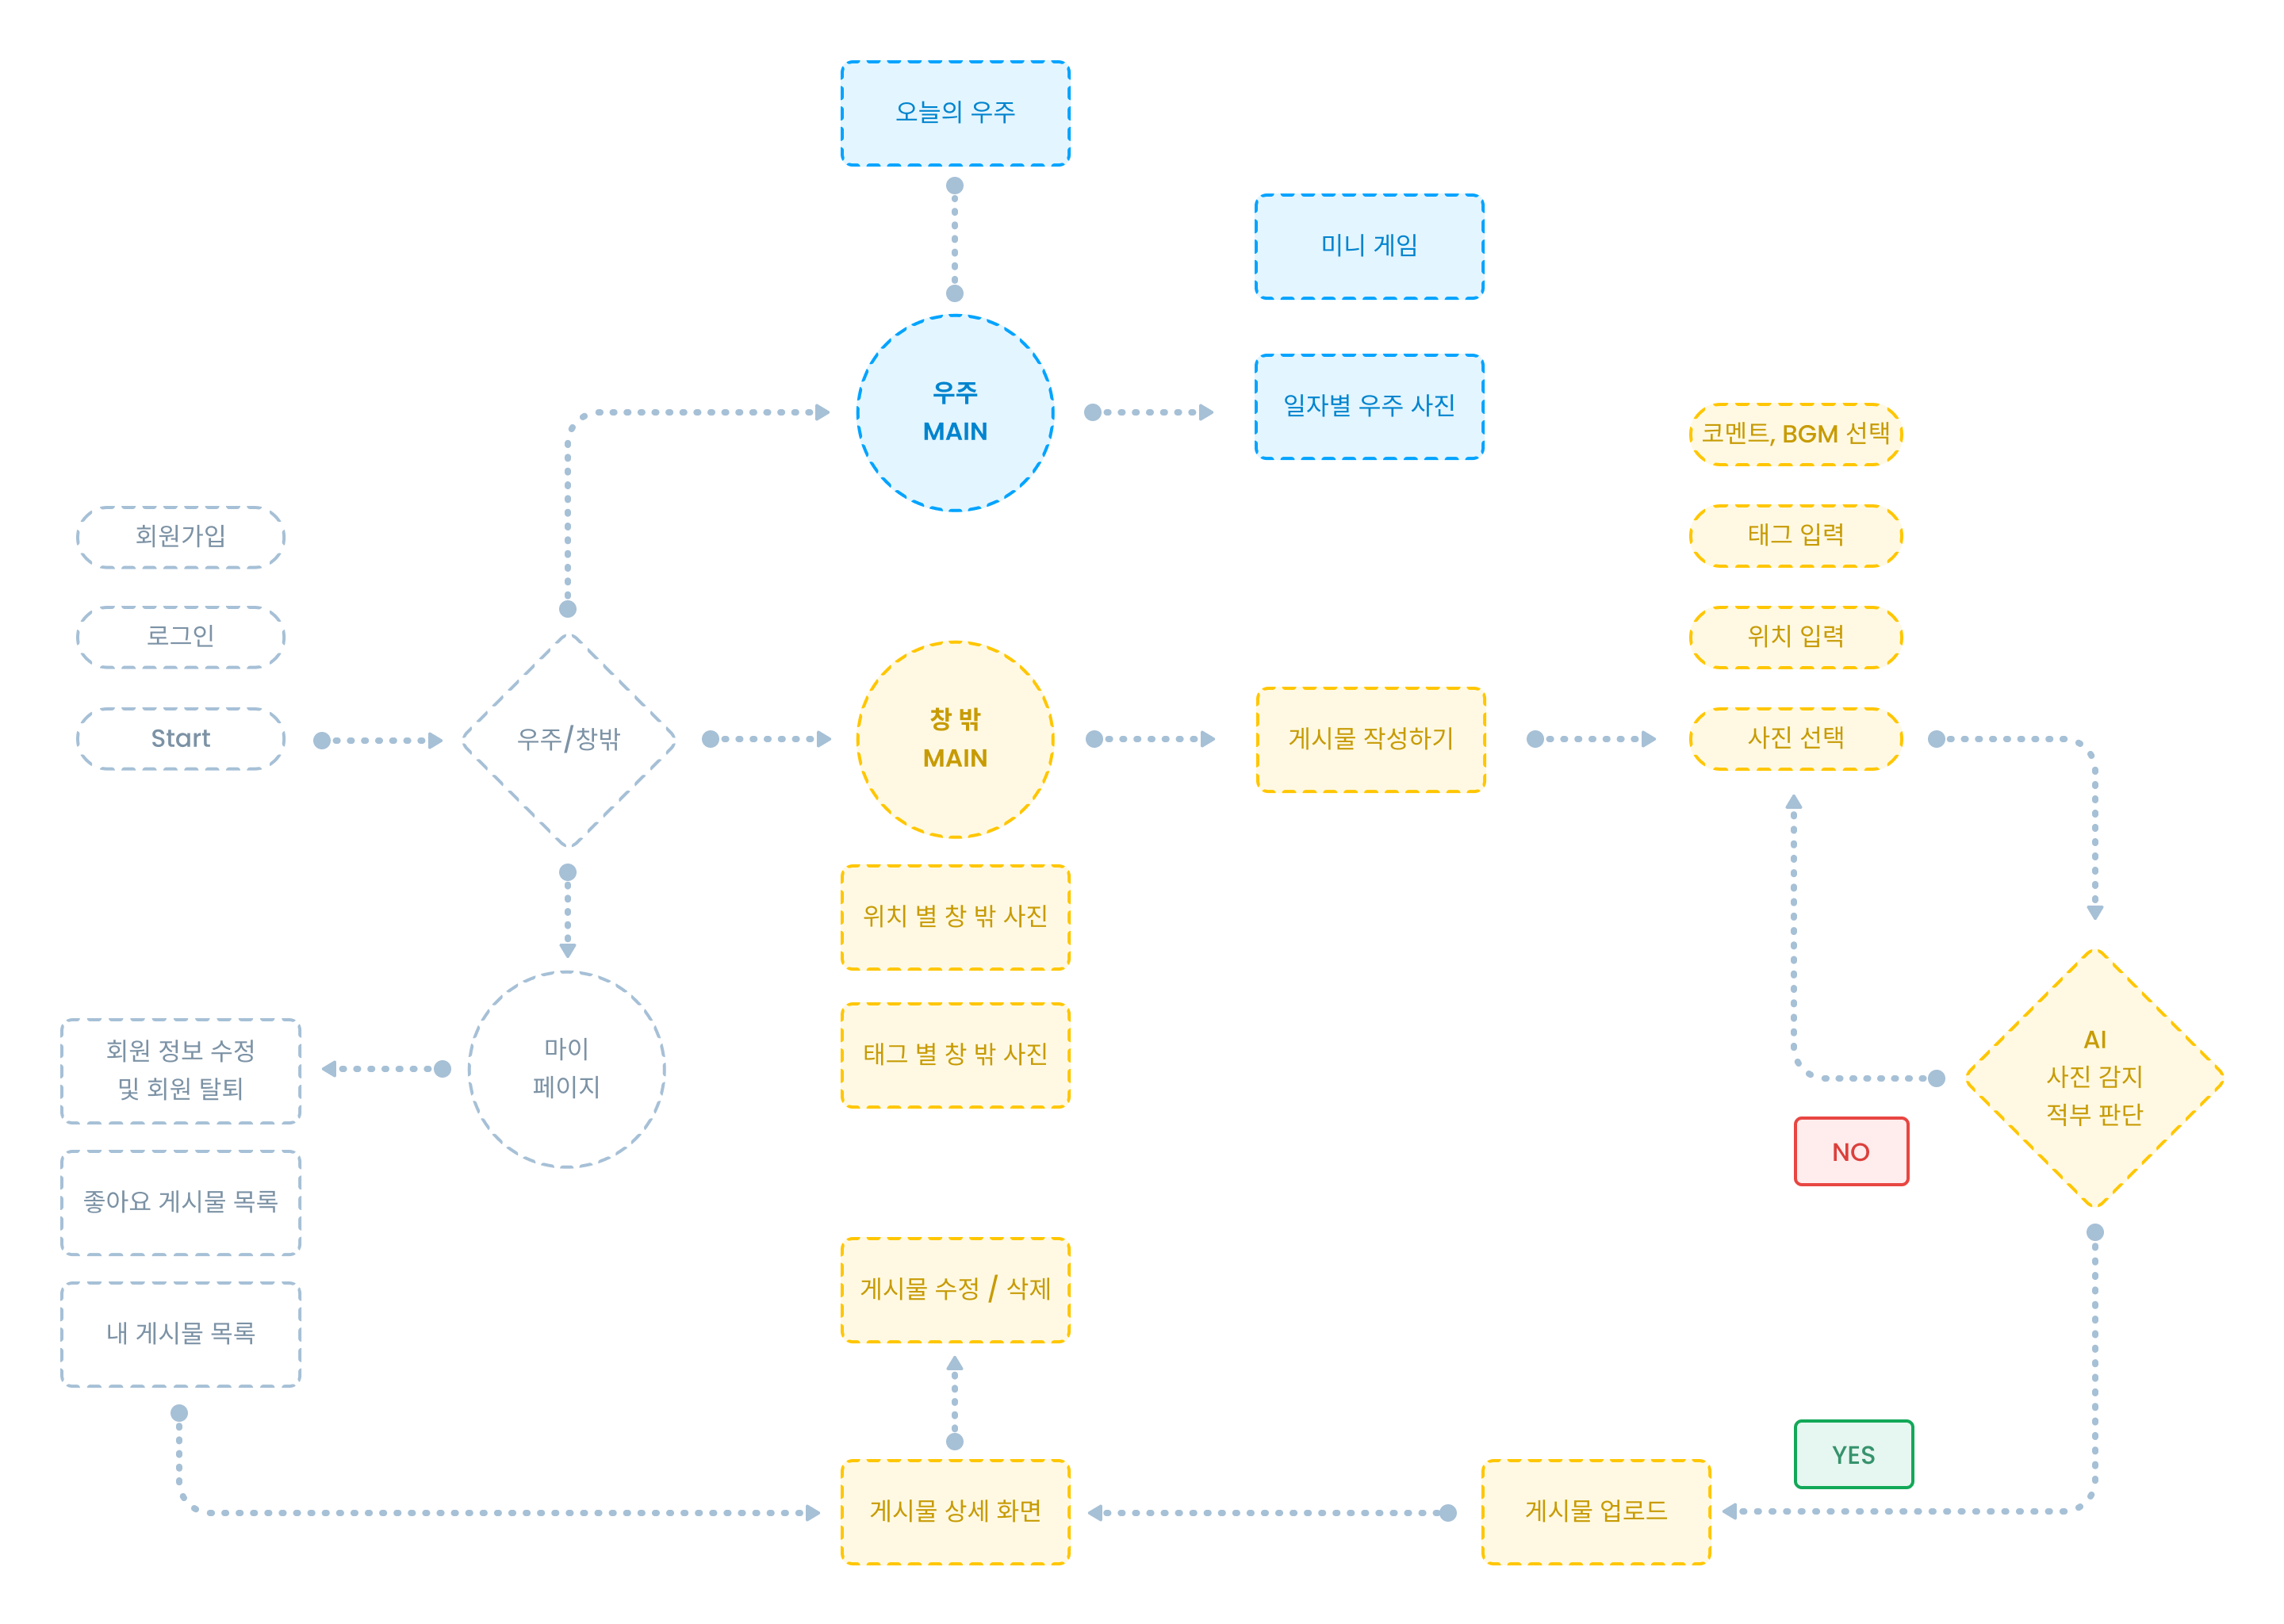 오늘의 우주
미니 게임
우주
MAIN
일자별 우주 사진
코멘트, BGM 선택
회원가입
태그 입력
로그인
위치 입력
Start
우주/창밖
창 밖
MAIN
게시물 작성하기
사진 선택
위치 별 창 밖 사진
회원 정보 수정
및 회원 탈퇴
마이
페이지
태그 별 창 밖 사진
AI
사진 감지
적부 판단
NO
좋아요 게시물 목록
게시물 수정 / 삭제
내 게시물 목록
YES
게시물 상세 화면
게시물 업로드